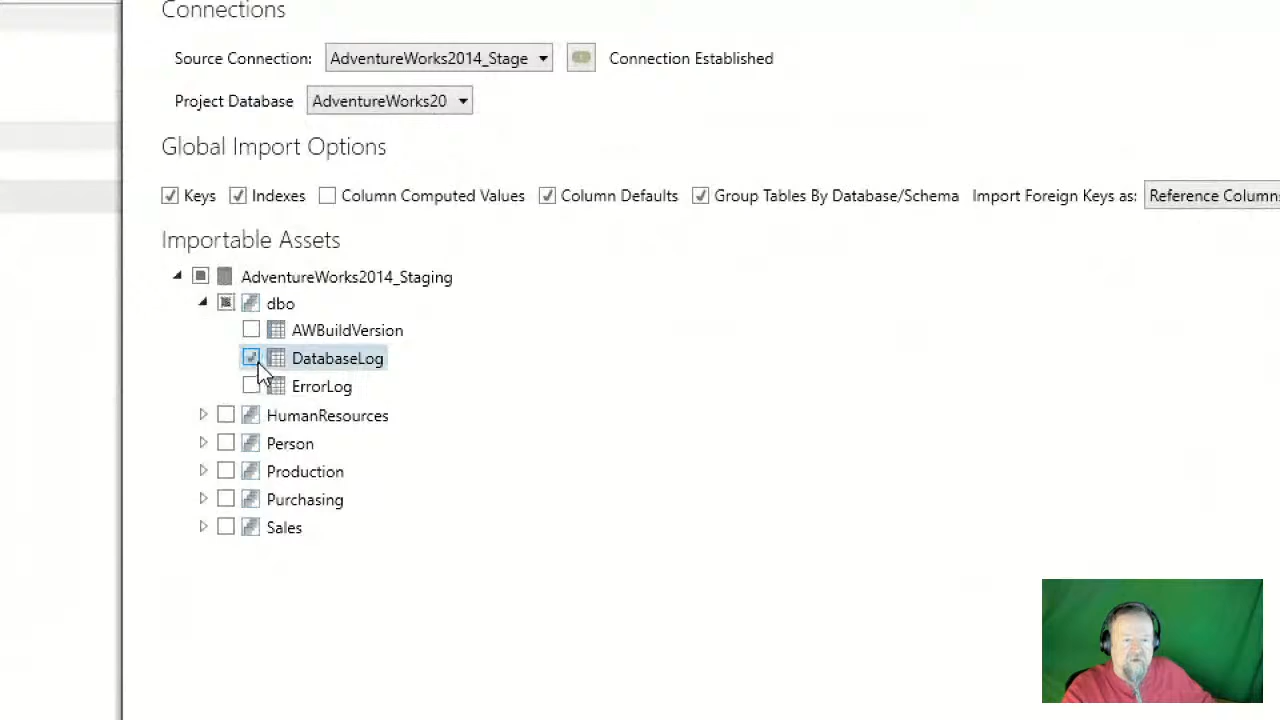 Connections
Source Connection: AdventureWorks2014_Stage Connection Established
Project Database AdventureWorks20
Global Import Options
Keys Indexes Column Computed Values Column Defaults Group Tables By Database/Schema Import Foreign Keys as: Reference Column
Importable Assets
AdventureWorks2014_Staging
dbo
AWBuildVersion
DatabaseLog
ErrorLog
HumanResources
Person
Production
Purchasing
Sales